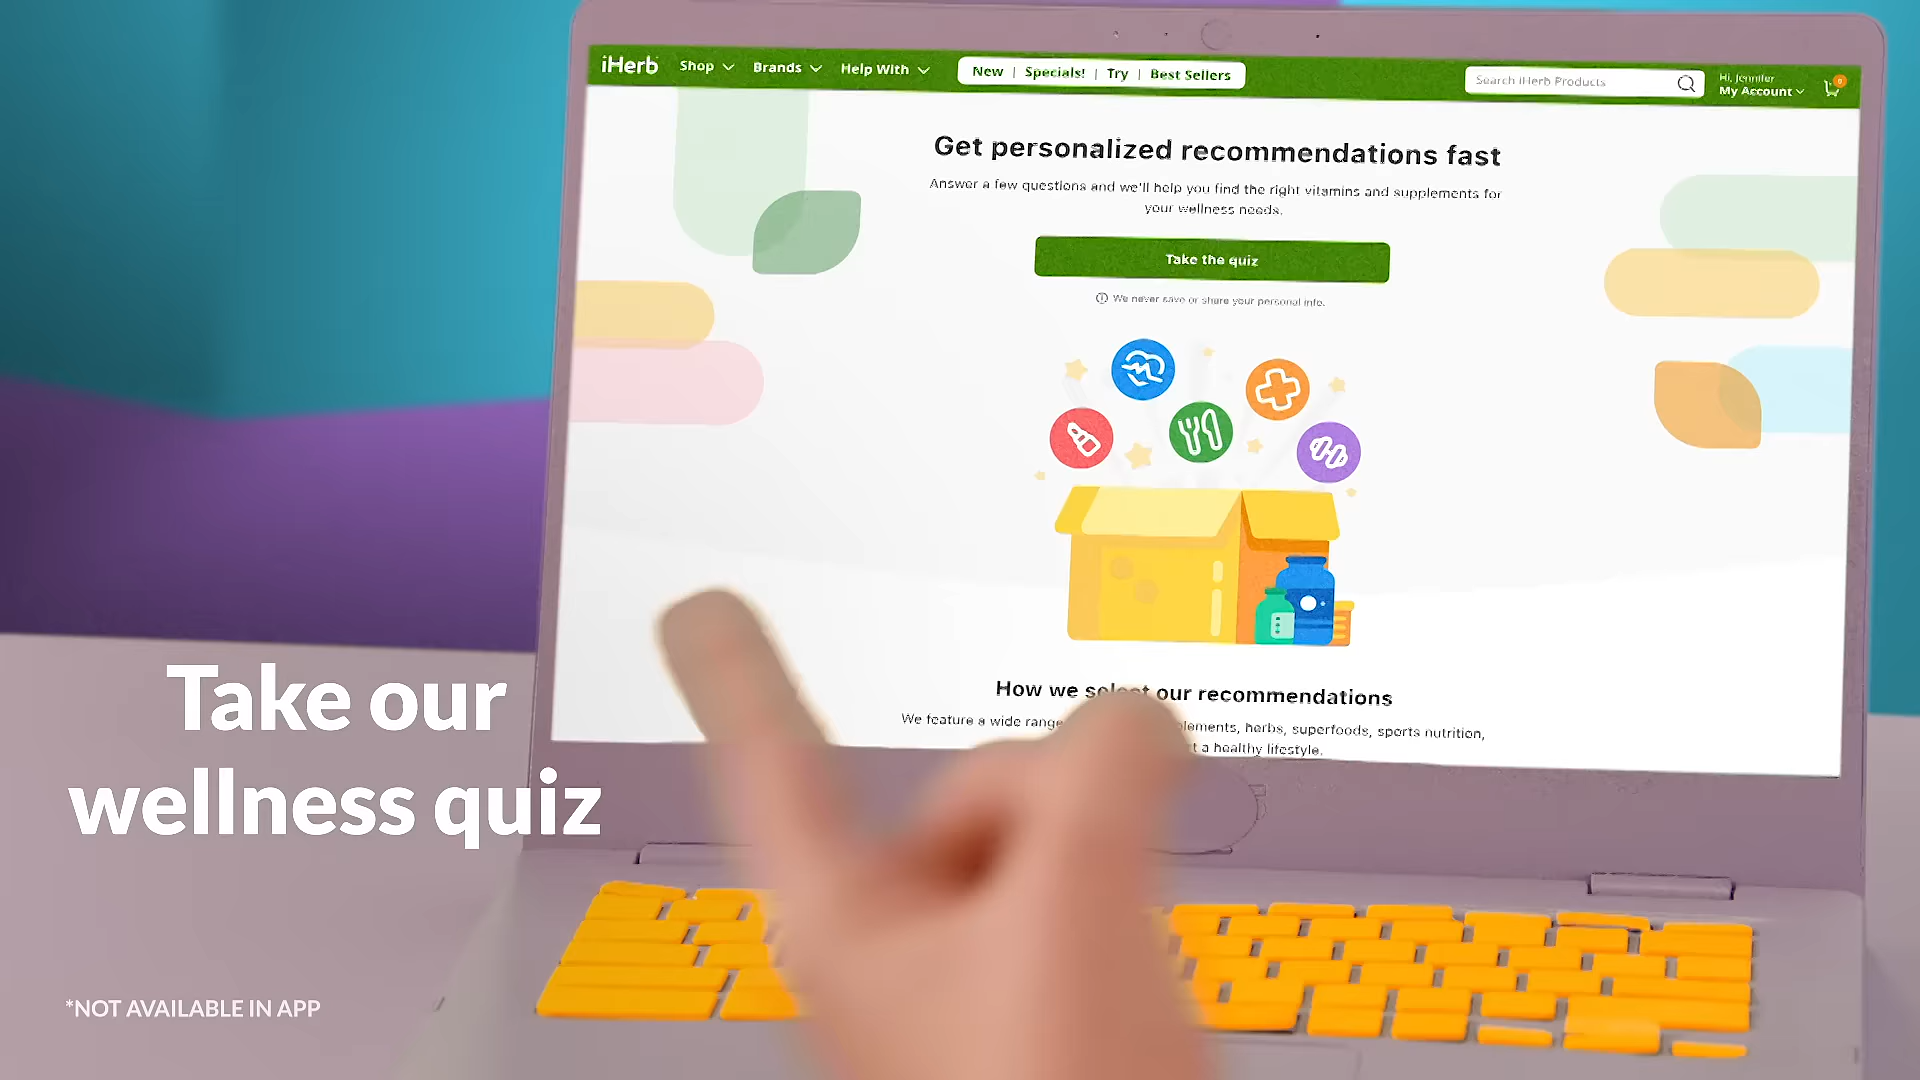 iHerb
Shop
Brands
Help With
New | Specials! | Try | Best Sellers
Search iHerb Products
Hi, Jennifer
My Account
0
Get personalized recommendations fast
Answer a few questions and we'll help you find the right vitamins and supplements for
your wellness needs.
Take the quiz
We never save or share your personal info.
How we select our recommendations
We feature a wide range
plements, herbs, superfoods, sports nutrition,
t a healthy lifestyle.
Take our
wellness quiz
*NOT AVAILABLE IN APP